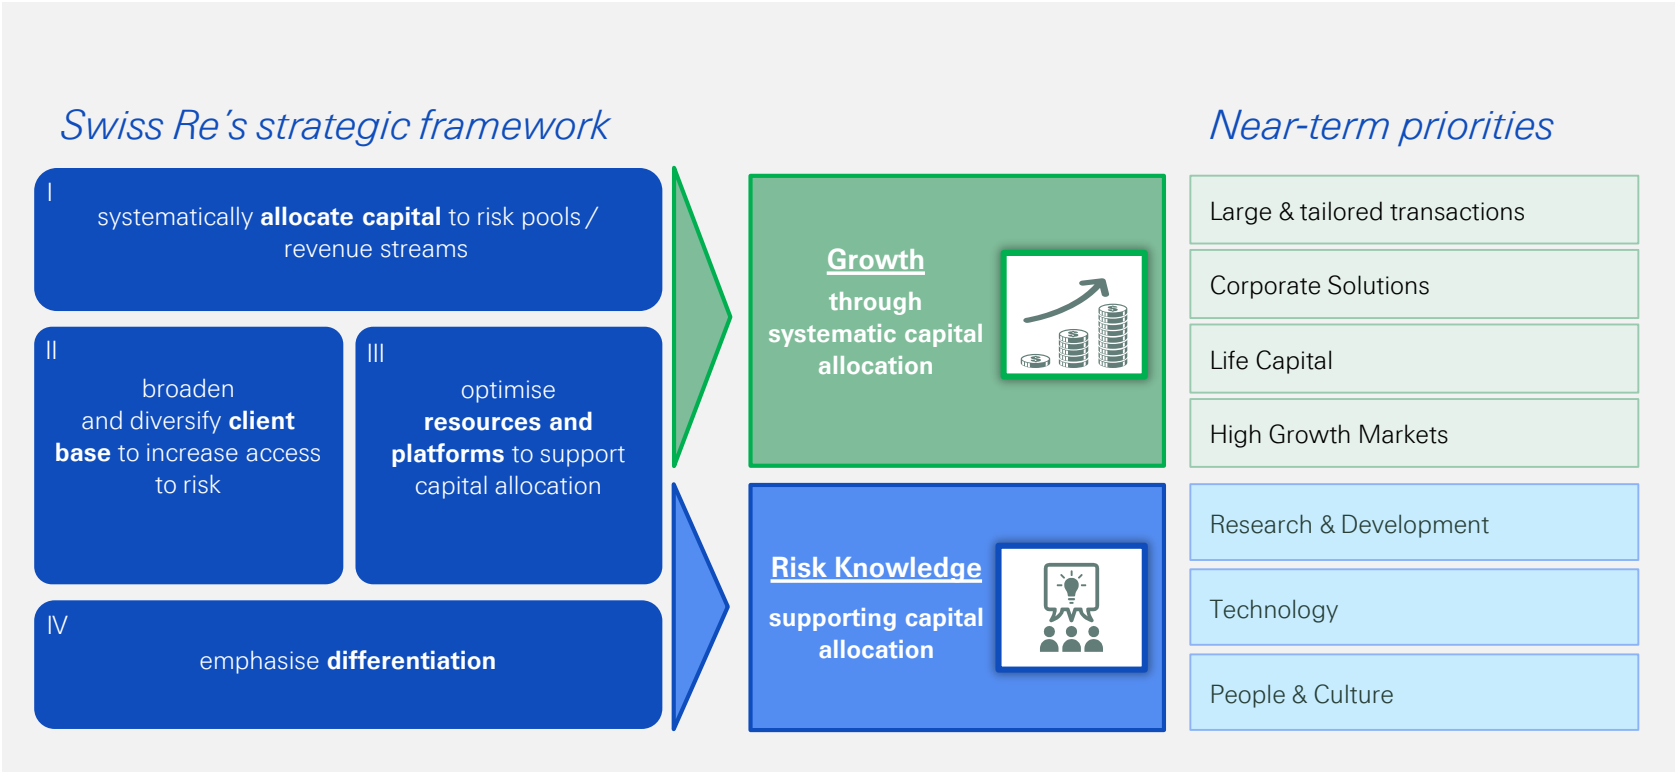 Swiss Re´s strategic framework
I
systematically allocate capital to risk pools /
revenue streams
II
broaden
and diversify client
base to increase access
to risk
III
optimise
resources and
platforms to support
capital allocation
IV
emphasise differentiation
Growth
through
systematic capital
allocation
Risk Knowledge
supporting capital
allocation
Near-term priorities
Large & tailored transactions
Corporate Solutions
Life Capital
High Growth Markets
Research & Development
Technology
People & Culture